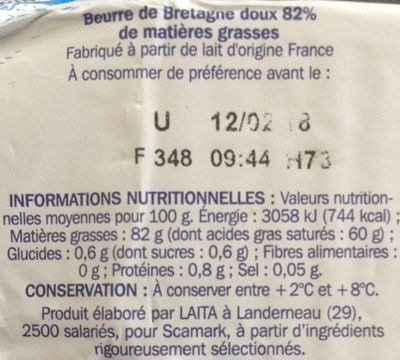 Beurre de Bretagne doux 82%
de matières grasses
Fabriqué à partir de lait d'origine France
À consommer de préférence avant le :
U 12/02 8
F 348 09:44 H73
INFORMATIONS NUTRITIONNELLES : Valeurs nutrition-
nelles moyennes pour 100 g. Énergie : 3058 kJ (744 kcal) ;
Matières grasses : 82 g (dont acides gras saturés : 60 g) ;
Glucides : 0,6 g (dont sucres : 0,6 g) ; Fibres alimentaires :
0 g ; Protéines : 0,8 g ; Sel : 0,05 g.
CONSERVATION : À conserver entre +2°C et +8°C.
Produit élaboré par LAITA à Landerneau (29),
2500 salariés, pour Scamark, à partir d'ingrédients
rigoureusement sélectionnés.